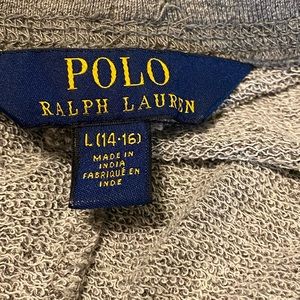 POLO
RALPH LAUREN
L (14-16)
MADE IN
INDIA
FABRIQUÉ EN
INDE